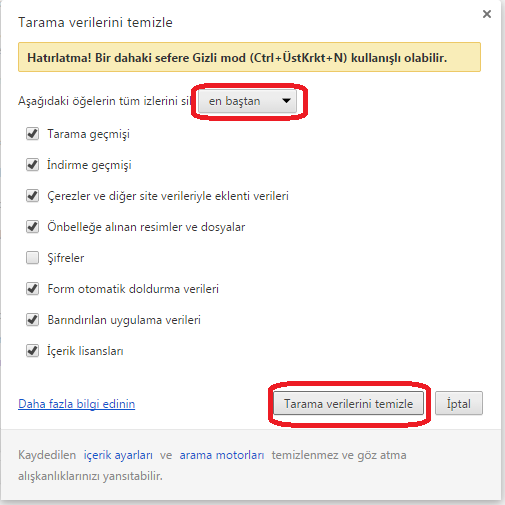 Tarama verilerini temizle
Hatırlatma! Bir dahaki sefere Gizli mod (Ctrl+ÜstKrkt+N) kullanışlı olabilir.
Aşağıdaki öğelerin tüm izlerini sil en baştan
Tarama geçmişi
İndirme geçmişi
Çerezler ve diğer site verileriyle eklenti verileri
Önbelleğe alınan resimler ve dosyalar
Şifreler
Form otomatik doldurma verileri
Barındırılan uygulama verileri
İçerik lisansları
Daha fazla bilgi edinin Tarama verilerini temizle İptal
Kaydedilen içerik ayarları ve arama motorları temizlenmez ve göz atma
alışkanlıklarınızı yansıtabilir.